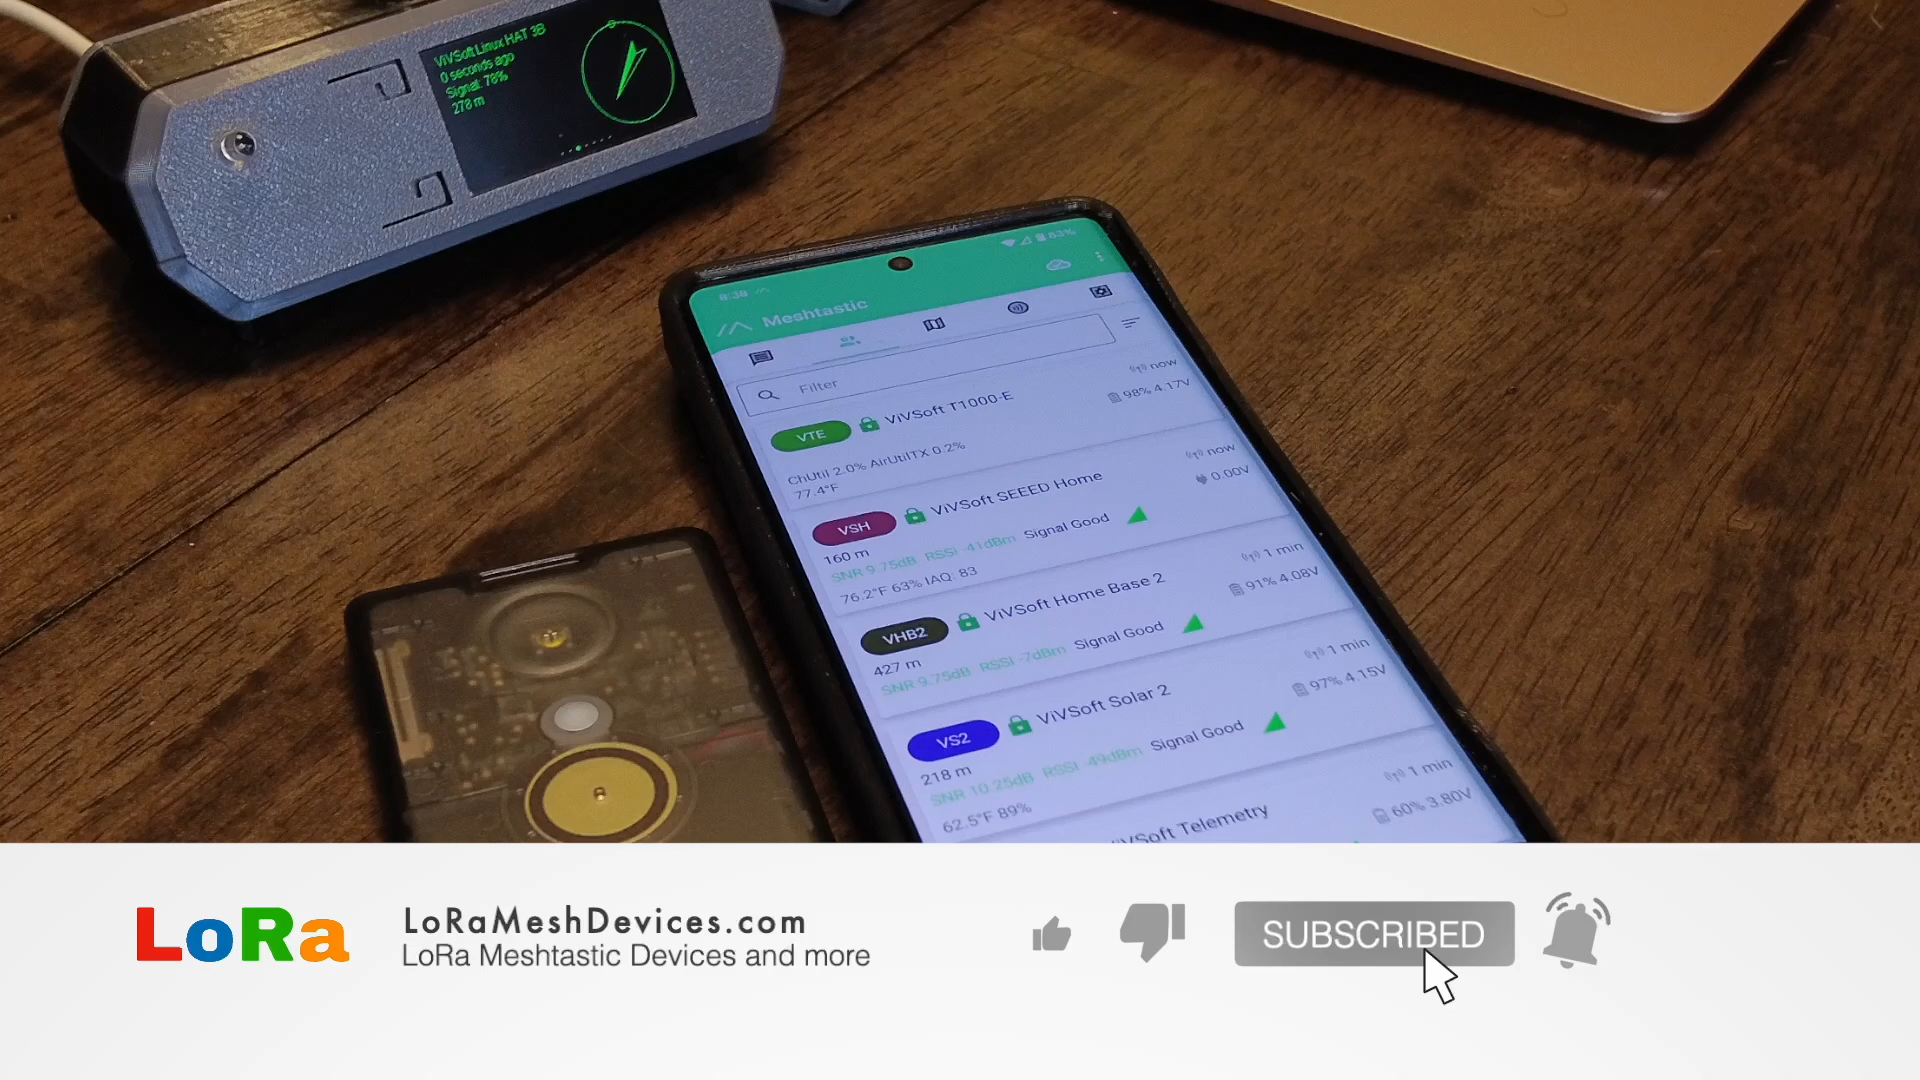 ViVSoft Linux HAT 3B
0 seconds ago
Signal: 78%
278 m
8:38
83%
Meshtastic
Filter
now
VTE ViVSoft T1000-E
98% 4.17V
ChUtil 2.0% AirUtilTX 0.2%
77.4°F
now
VSH ViVSoft SEEED Home
0.00V
160 m
SNR 9.75dB RSSI -41dBm Signal Good
76.2°F 63% IAQ: 83
1 min
VHB2 ViVSoft Home Base 2
91% 4.08V
427 m
SNR 9.75dB RSSI -7dBm Signal Good
1 min
VS2 ViVSoft Solar 2
97% 4.15V
218 m
SNR 10.25dB RSSI -49dBm Signal Good
62.5°F 89%
1 min
ViVSoft Telemetry
60% 3.80V
LoRa
LoRaMeshDevices.com
LoRa Meshtastic Devices and more
SUBSCRIBED